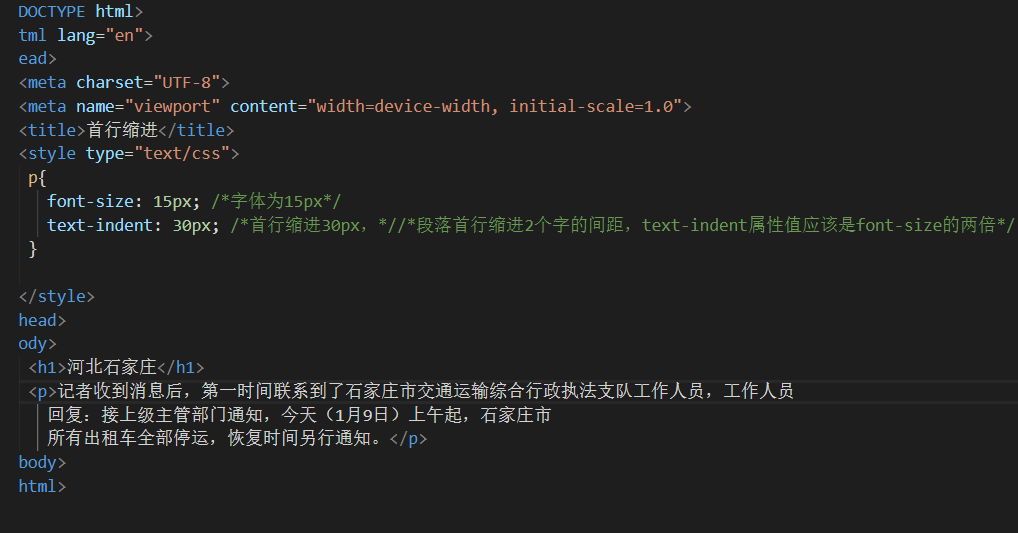 DOCTYPE html>
tml lang="en">
ead>
<meta charset="UTF-8">
<meta name="viewport" content="width=device-width, initial-scale=1.0">
<title>首行缩进</title>
<style type="text/css">
p{
font-size: 15px; /*字体为15px*/
text-indent: 30px; /*首行缩进30px，*//*段落首行缩进2个字的间距，text-indent属性值应该是font-size的两倍*/
}
</style>
head>
ody>
<h1>河北石家庄</h1>
<p>记者收到消息后，第一时间联系到了石家庄市交通运输综合行政执法支队工作人员，工作人员
回复：接上级主管部门通知，今天（1月9日）上午起，石家庄市
所有出租车全部停运，恢复时间另行通知。</p>
body>
html>